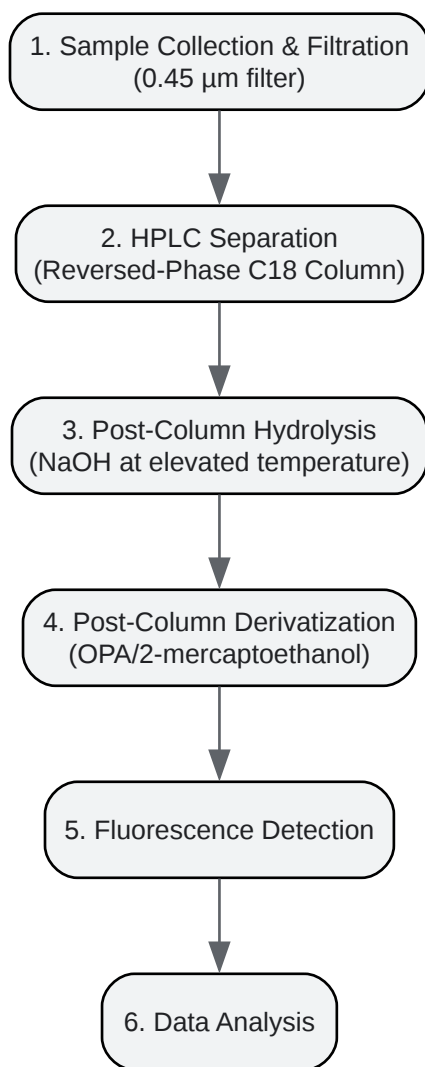 1. Sample Collection & Filtration
(0.45 µm filter)
2. HPLC Separation
(Reversed-Phase C18 Column)
3. Post-Column Hydrolysis
(NaOH at elevated temperature)
4. Post-Column Derivatization
(OPA/2-mercaptoethanol)
5. Fluorescence Detection
6. Data Analysis